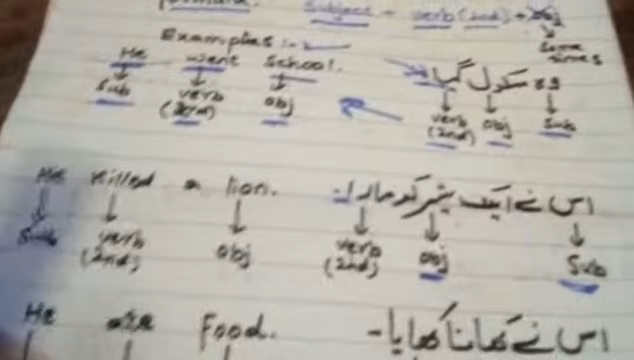 Subject + verb (2nd) + obj
Some times
Examples :-
He went School. وہ سکول گیا
Sub verb (2nd) obj verb (2nd) obj Sub
He killed a lion. اس نے ایک شیر کو مارا۔
Sub verb (2nd) obj verb (2nd) obj Sub
He ate Food. اس نے کھانا کھایا-